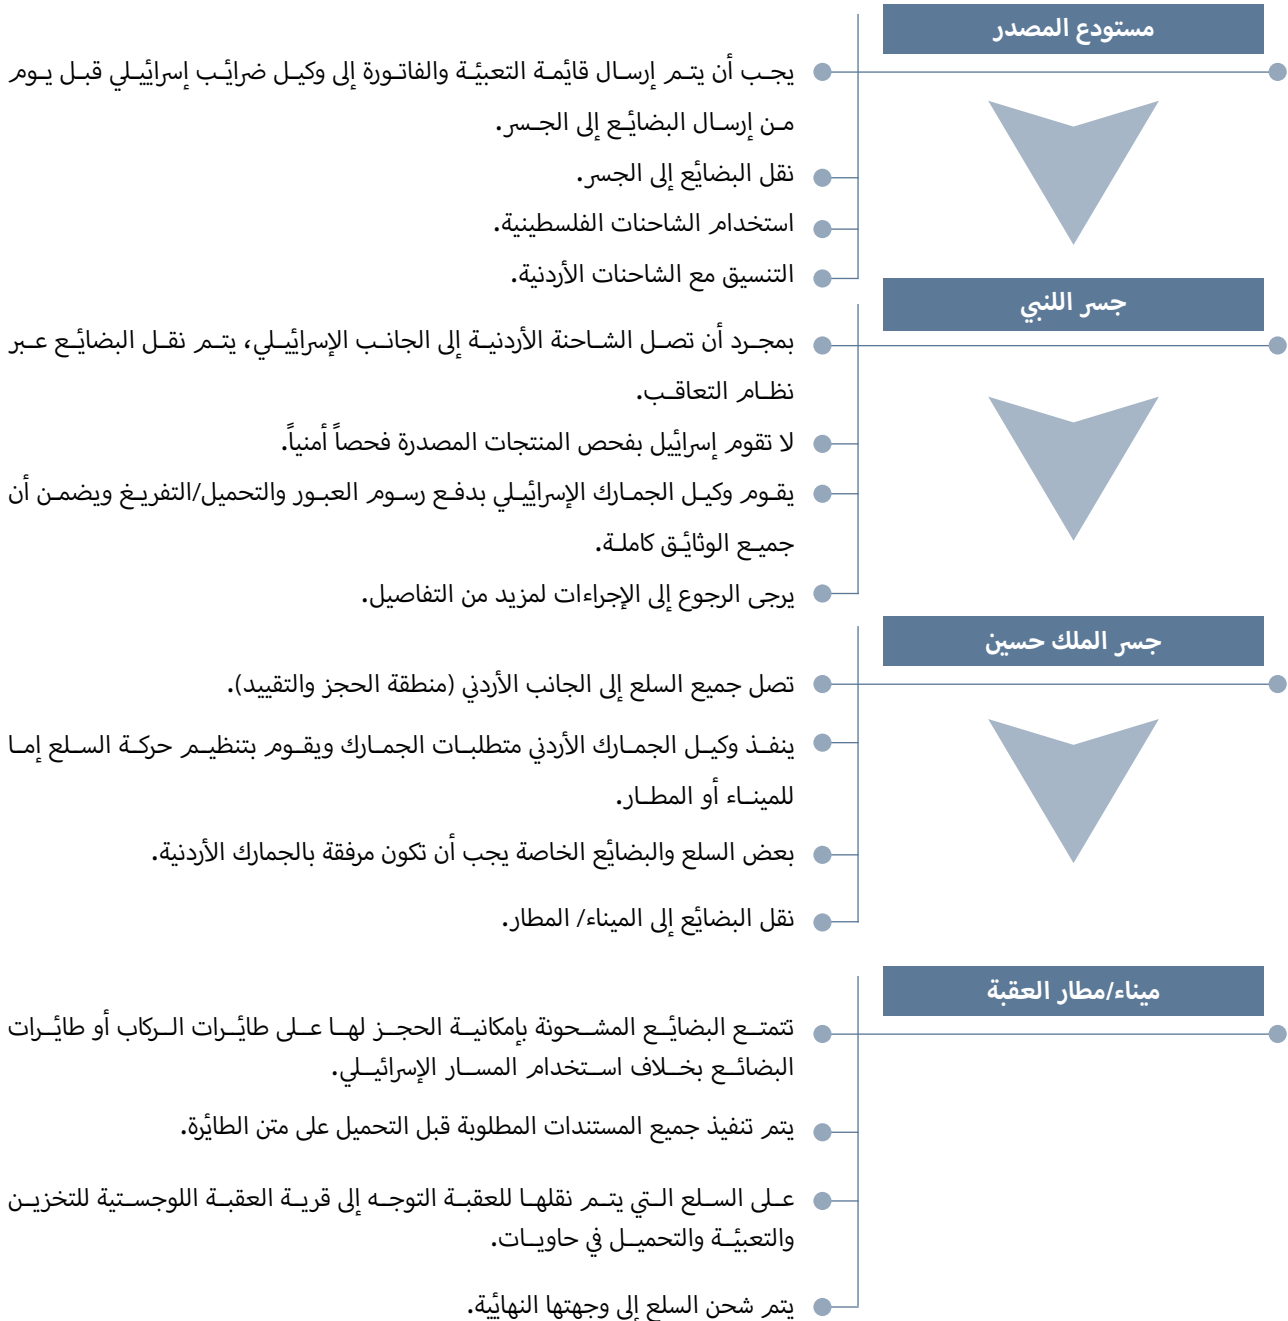 مستودع المصدر
يجب أن يتم إرسال قائمة التعبئة والفاتورة إلى وكيل ضرائب إسرائيلي قبل يوم
من إرسال البضائع إلى الجسر.
نقل البضائع إلى الجسر.
استخدام الشاحنات الفلسطينية.
التنسيق مع الشاحنات الأردنية.
جسر اللنبي
بمجرد أن تصل الشاحنة الأردنية إلى الجانب الإسرائيلي، يتم نقل البضائع عبر
نظام التعاقب.
لا تقوم إسرائيل بفحص المنتجات المصدرة فحصاً أمنياً.
يقوم وكيل الجمارك الإسرائيلي بدفع رسوم العبور والتحميل/التفريغ ويضمن أن
جميع الوثائق كاملة.
يرجى الرجوع إلى الإجراءات لمزيد من التفاصيل.
جسر الملك حسين
تصل جميع السلع إلى الجانب الأردني (منطقة الحجز والتقييد).
ينفذ وكيل الجمارك الأردني متطلبات الجمارك ويقوم بتنظيم حركة السلع إما
للميناء أو المطار.
بعض السلع والبضائع الخاصة يجب أن تكون مرفقة بالجمارك الأردنية.
نقل البضائع إلى الميناء/ المطار.
ميناء/مطار العقبة
تتمتع البضائع المشحونة بإمكانية الحجز لها على طائرات الركاب أو طائرات
البضائع بخلاف استخدام المسار الإسرائيلي.
يتم تنفيذ جميع المستندات المطلوبة قبل التحميل على متن الطائرة.
على السلع التي يتم نقلها للعقبة التوجه إلى قرية العقبة اللوجستية للتخزين
والتعبئة والتحميل في حاويات.
يتم شحن السلع إلى وجهتها النهائية.